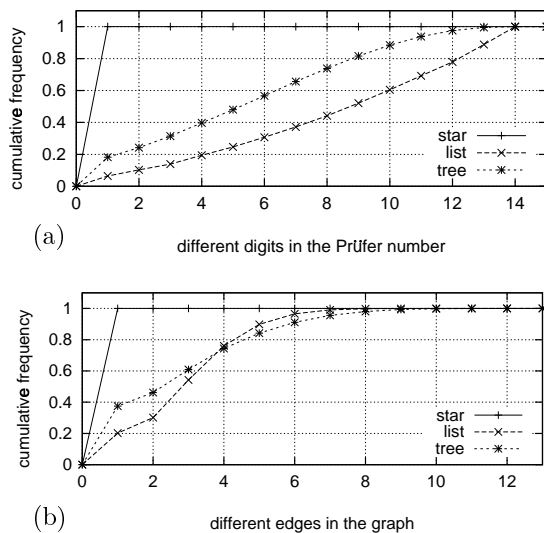 cumulative frequency
1
0.8
0.6
0.4
0.2
0
star
list
tree
0 2 4 6 8 10 12 14
(a)
different digits in the Prüfer number
cumulative frequency
1
0.8
0.6
0.4
0.2
0
star
list
tree
0 2 4 6 8 10 12
(b)
different edges in the graph